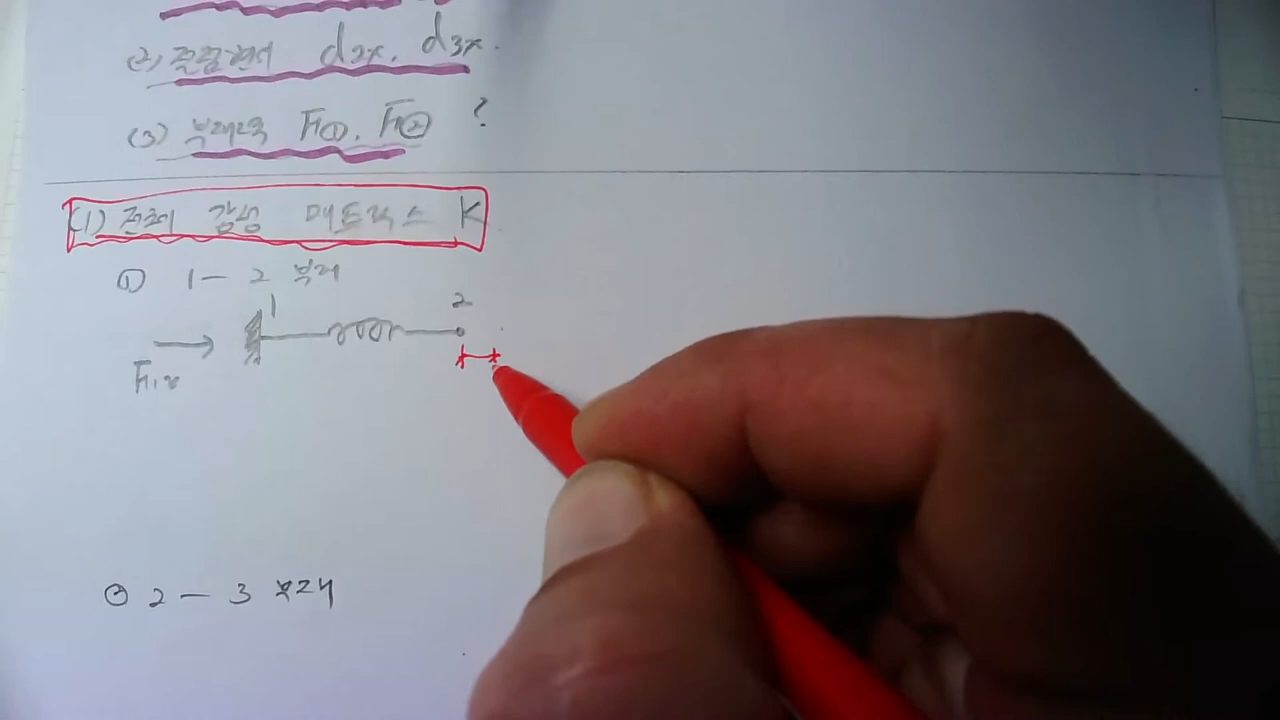 (2) 절점변위 d2x, d3x.
(3) 부재력 F①, F② ?
(1) 전체 강성 매트릭스 K
① 1 - 2 부재
1 2
F1x
② 2 - 3 부재